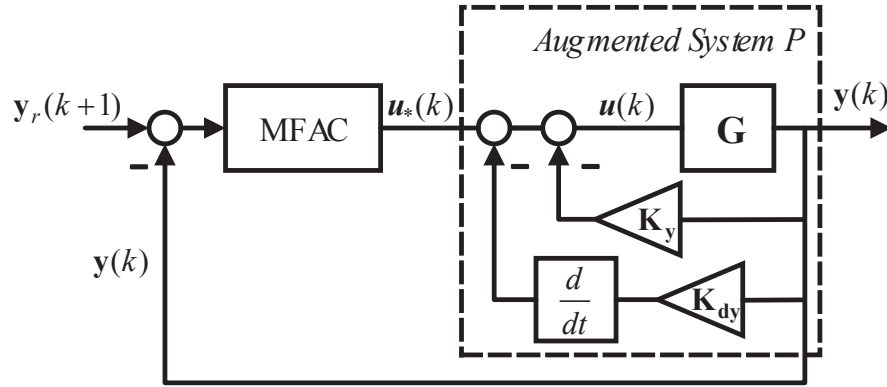 Augmented System P
y_r(k+1)
MFAC
u_*(k)
u(k)
G
y(k)
–
–
–
K_y
y(k)
d/dt
K_dy